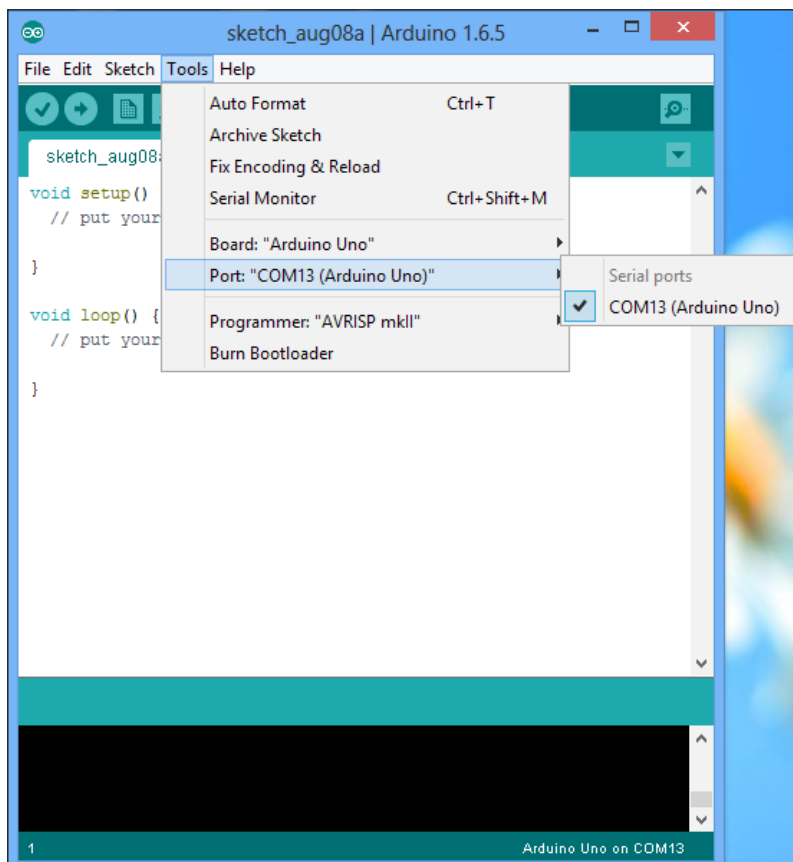 sketch_aug08a | Arduino 1.6.5
File Edit Sketch Tools Help
Auto Format Ctrl+T
Archive Sketch
Fix Encoding & Reload
Serial Monitor Ctrl+Shift+M
Board: "Arduino Uno"
Port: "COM13 (Arduino Uno)"
Programmer: "AVRISP mkII"
Burn Bootloader
Serial ports
COM13 (Arduino Uno)
sketch_aug08
void setup()
// put your
}
void loop() {
// put your
}
1 Arduino Uno on COM13